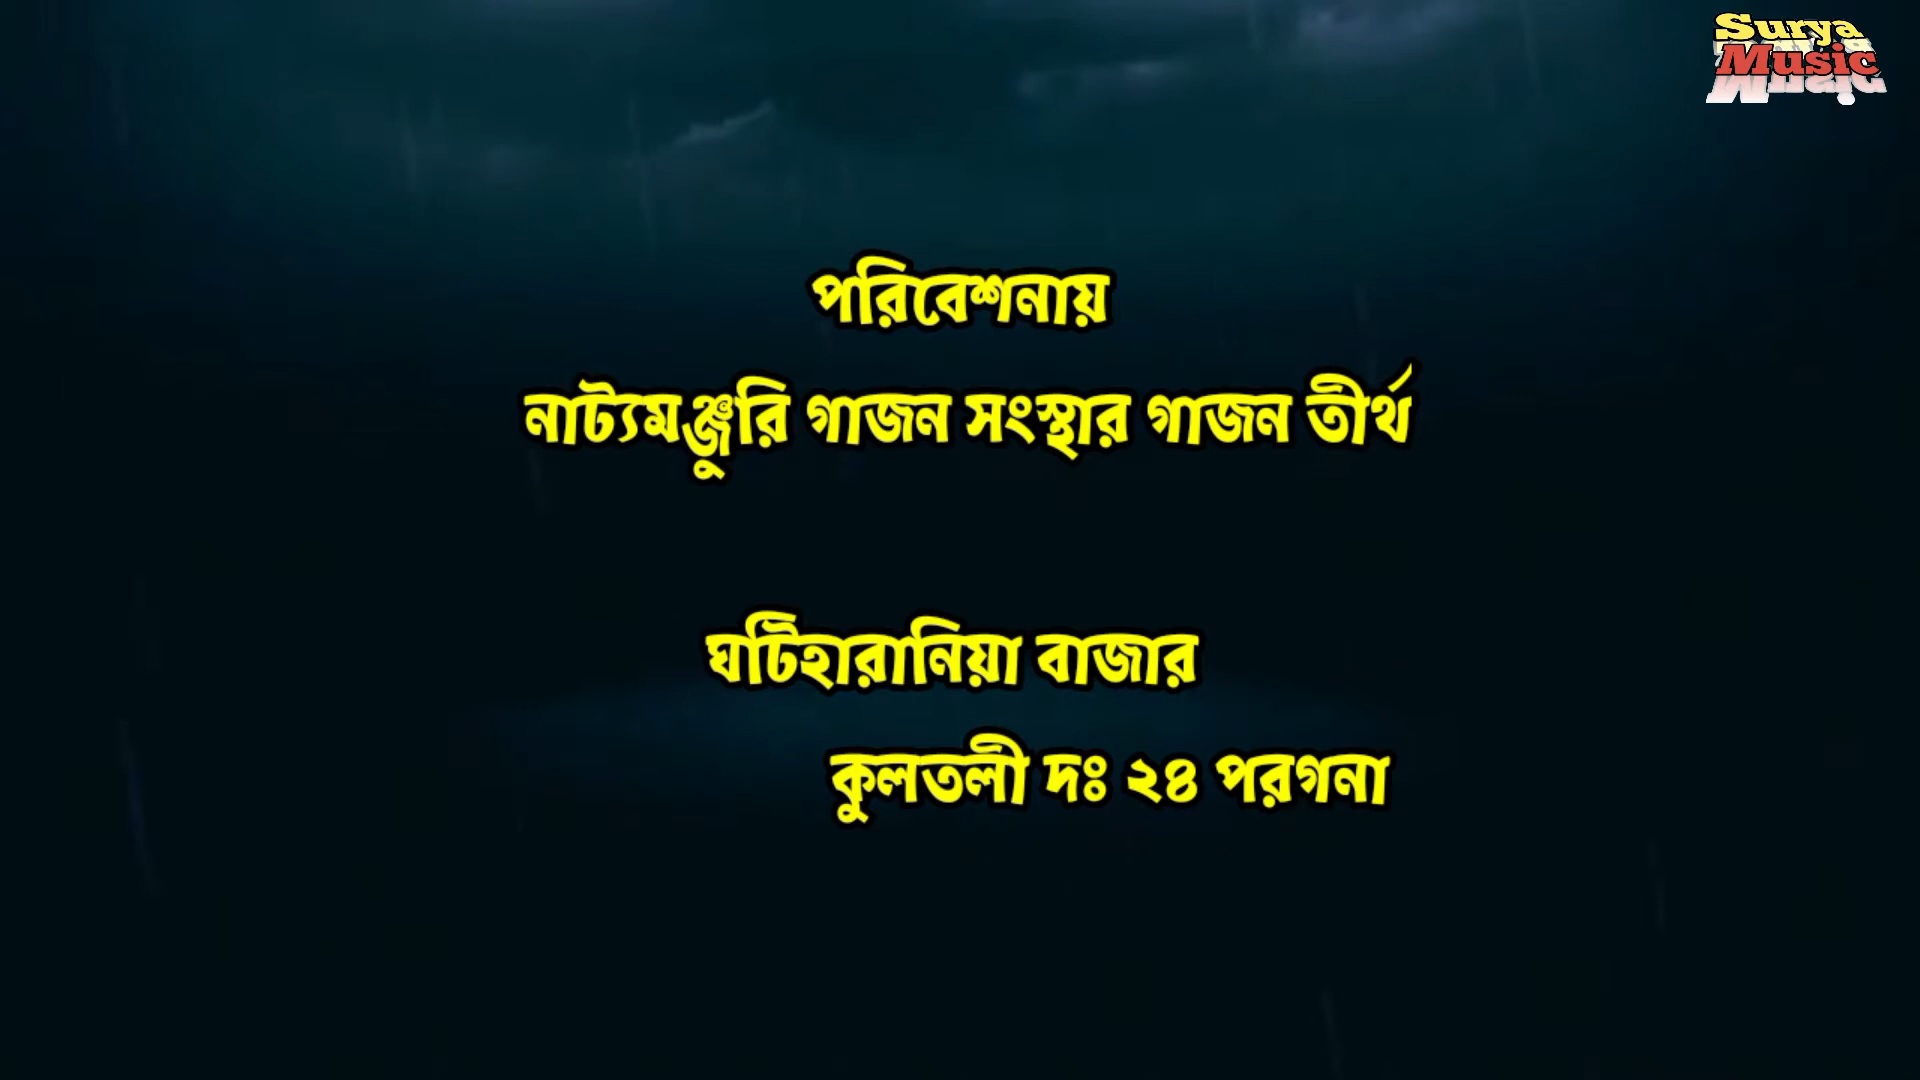 Surya
Music
পরিবেশনায়
নাট্যমঞ্জুরি গাজন সংস্থার গাজন তীর্থ
ঘটিহারানিয়া বাজার
কুলতলী দঃ ২৪ পরগনা